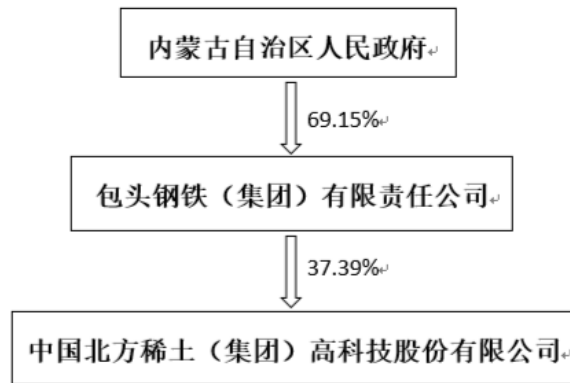 内蒙古自治区人民政府
69.15%
包头钢铁（集团）有限责任公司
37.39%
中国北方稀土（集团）高科技股份有限公司